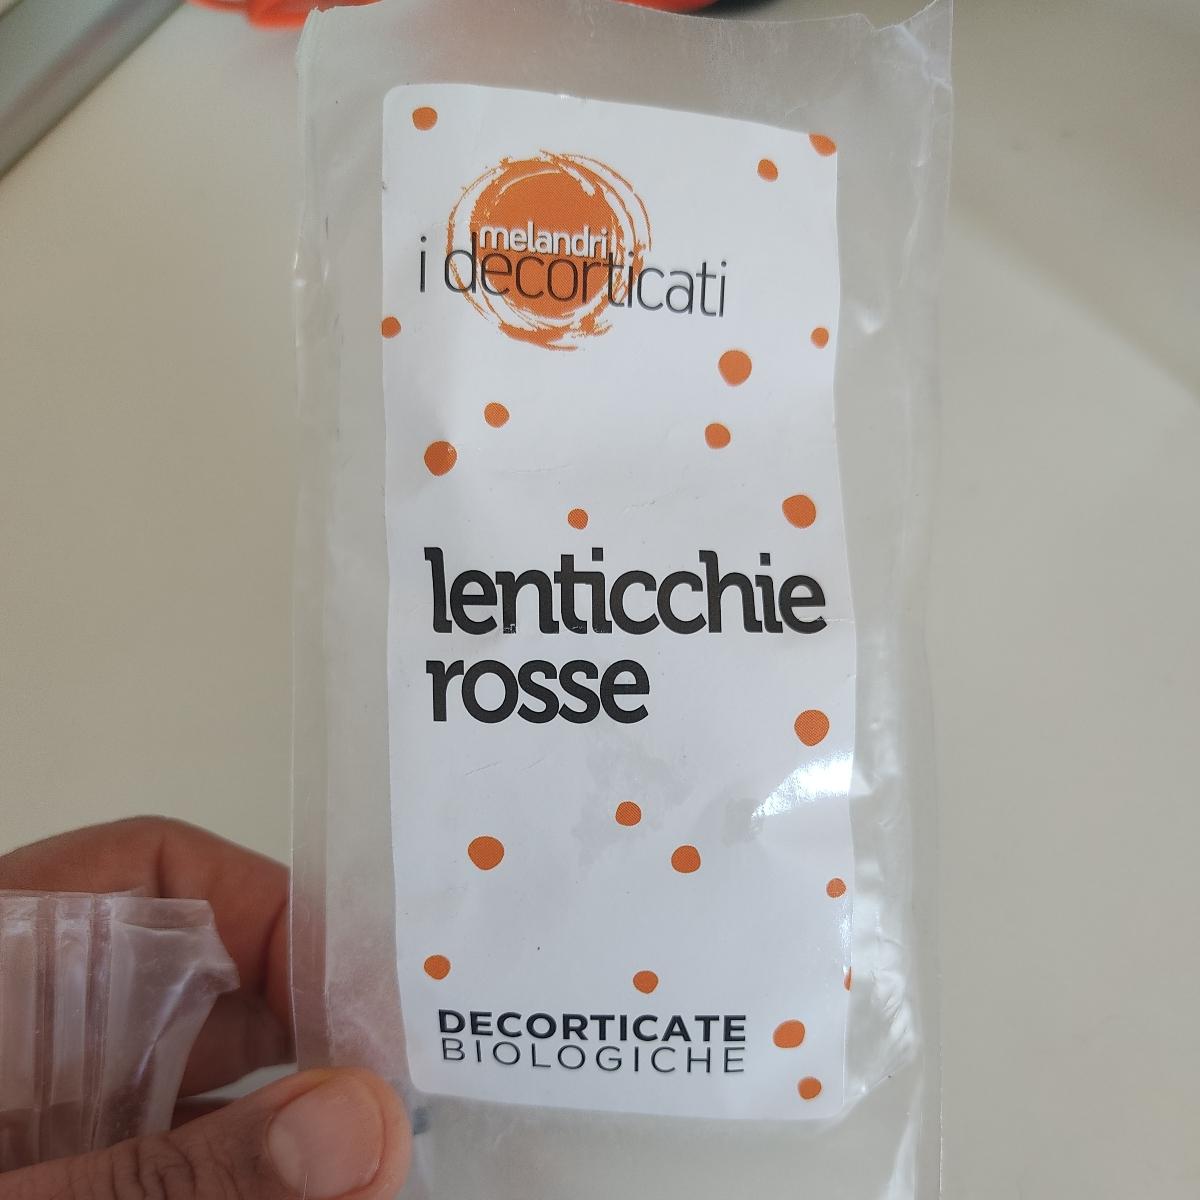 melandri
i decorticati
lenticchie
rosse
DECORTICATE
BIOLOGICHE